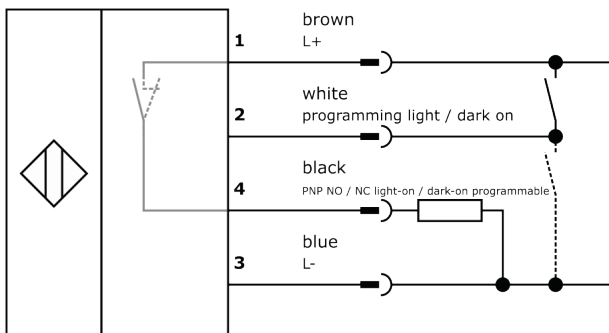 brown
1
L+
white
2
programming light / dark on
black
4
PNP NO / NC light-on / dark-on programmable
blue
3
L-